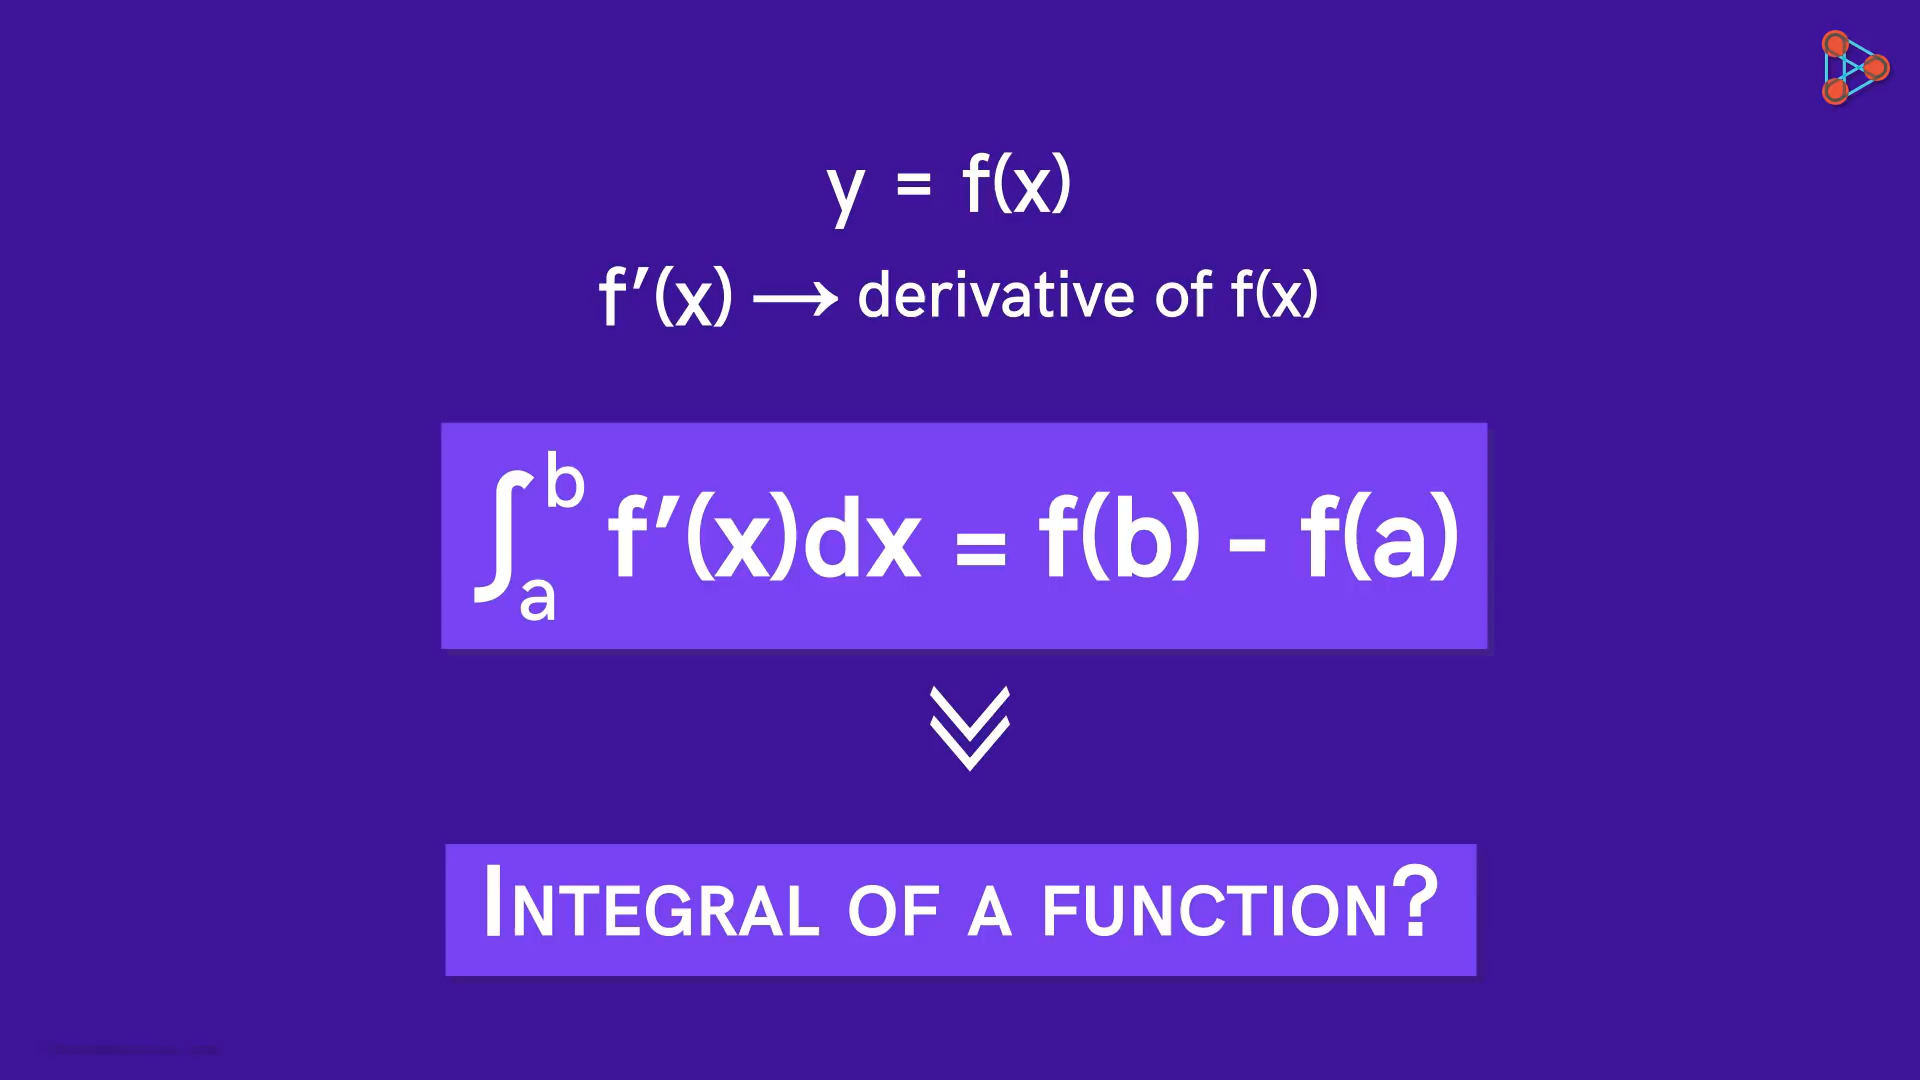 y = f(x)
f′(x) ⟶ derivative of f(x)
∫ₐᵇ f′(x)dx = f(b) - f(a)
INTEGRAL OF A FUNCTION?